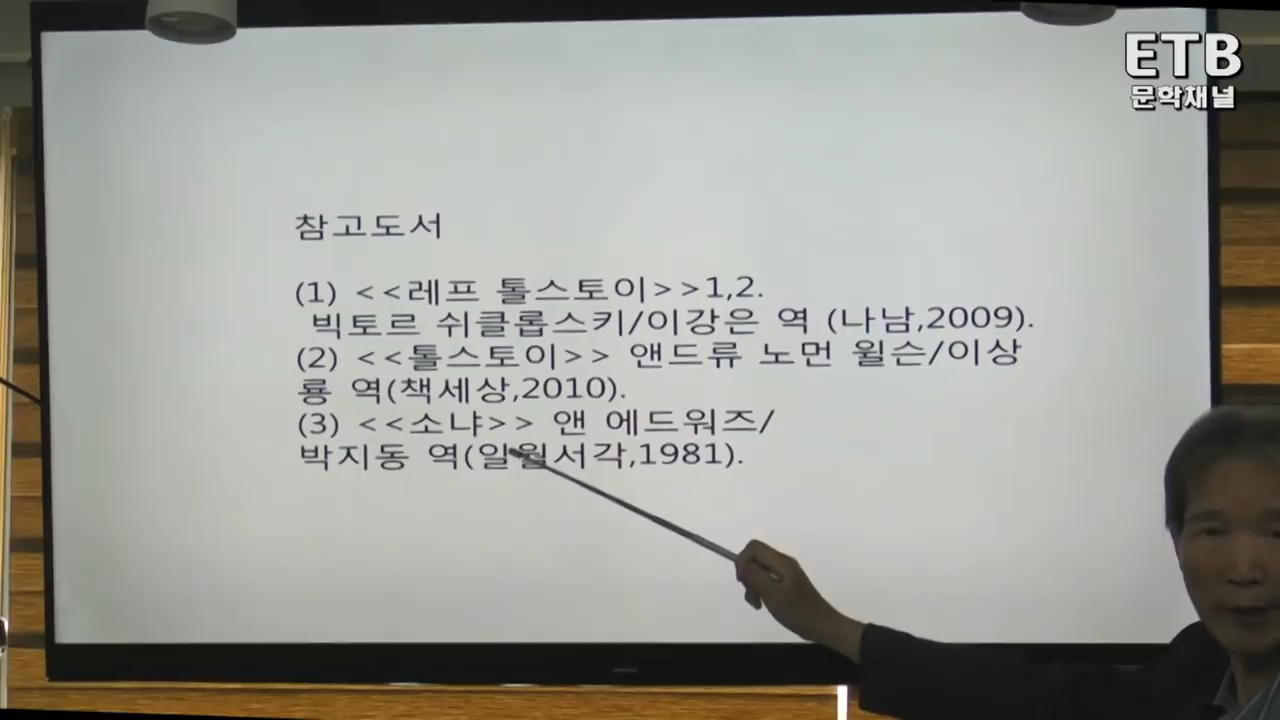 ETB
문학채널
참고도서
(1) <<레프 톨스토이>>1,2.
빅토르 쉬클롭스키/이강은 역 (나남,2009).
(2) <<톨스토이>> 앤드류 노먼 윌슨/이상
룡 역(책세상,2010).
(3) <<소냐>> 앤 에드워즈/
박지동 역(일월서각,1981).